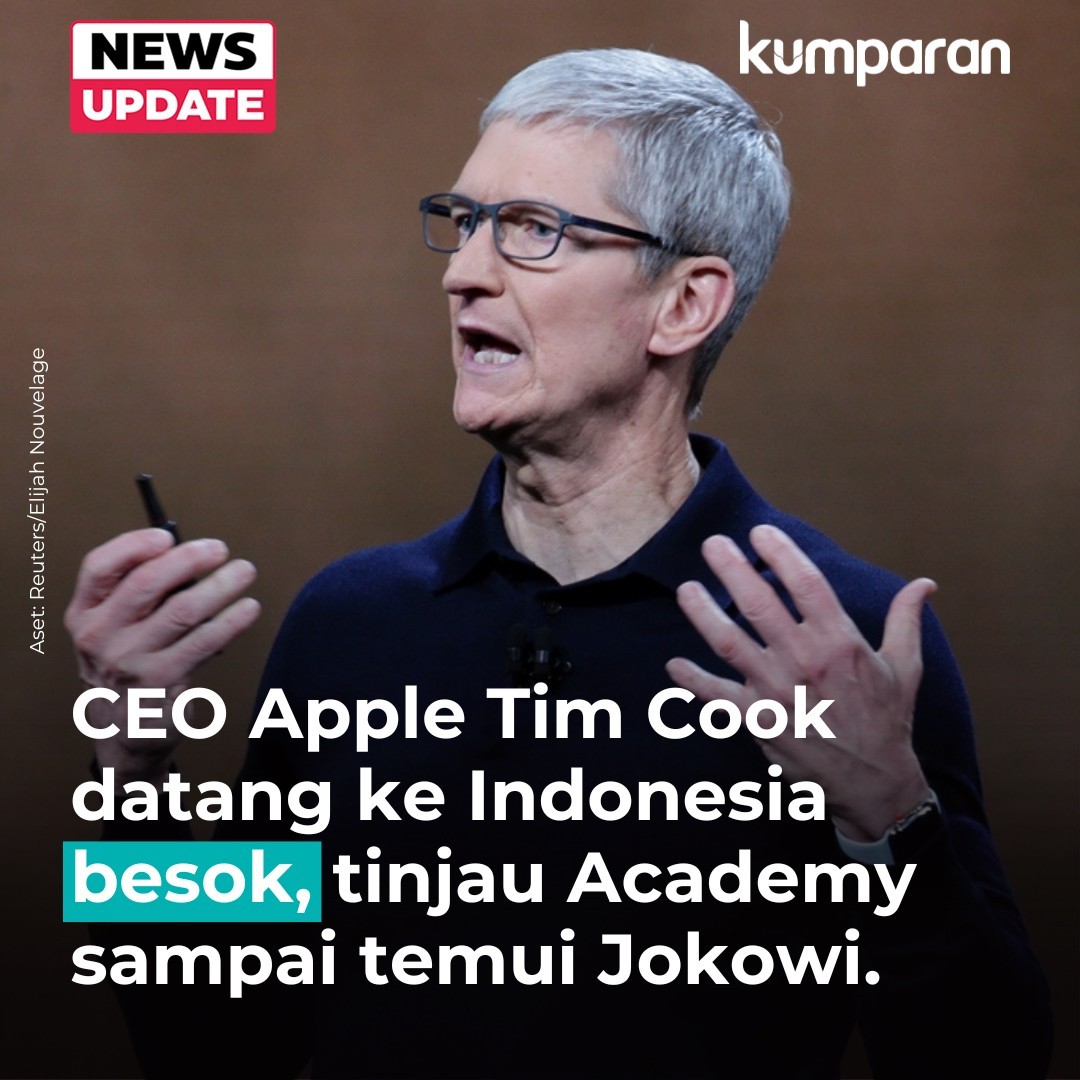 NEWS
UPDATE
kumparan
Aset: Reuters/Elijah Nouvelage
CEO Apple Tim Cook
datang ke Indonesia
besok, tinjau Academy
sampai temui Jokowi.